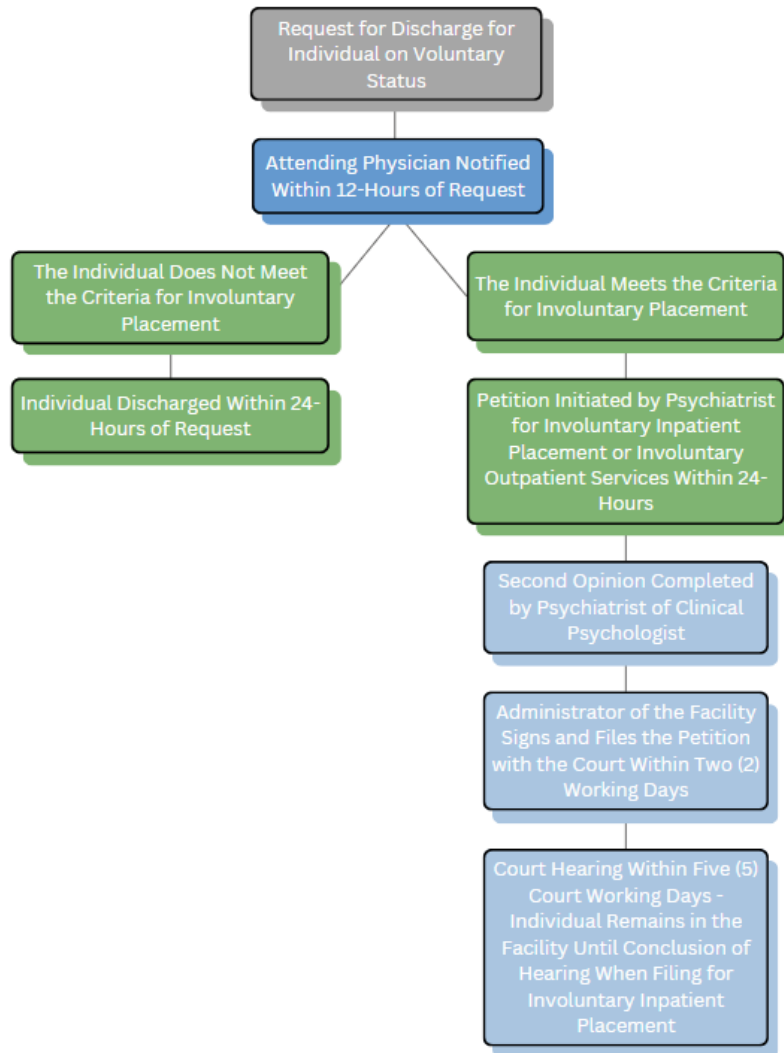 Request for Discharge for
Individual on Voluntary
Status
Attending Physician Notified
Within 12-Hours of Request
The Individual Does Not Meet
the Criteria for Involuntary
Placement
Individual Discharged Within 24-
Hours of Request
The Individual Meets the Criteria
for Involuntary Placement
Petition Initiated by Psychiatrist
for Involuntary Inpatient
Placement or Involuntary
Outpatient Services Within 24-
Hours
Second Opinion Completed
by Psychiatrist of Clinical
Psychologist
Administrator of the Facility
Signs and Files the Petition
with the Court Within Two (2)
Working Days
Court Hearing Within Five (5)
Court Working Days -
Individual Remains in the
Facility Until Conclusion of
Hearing When Filing for
Involuntary Inpatient
Placement